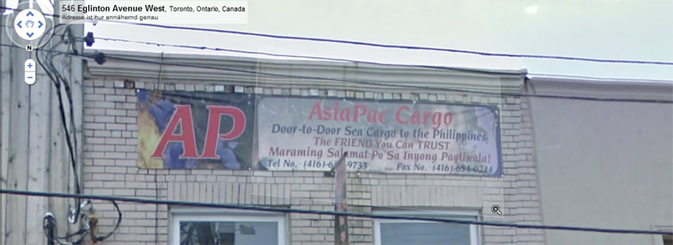 546 Eglinton Avenue West, Toronto, Ontario, Canada
Adresse ist nur annähernd genau
N
AP
AsiaPac Cargo
Door-to-Door Sea Cargo to the Philippines
The FRIEND You Can TRUST
Maraming Salamat Po Sa Inyong Pagtiwala!
Tel No. (416) Fax No. (416)